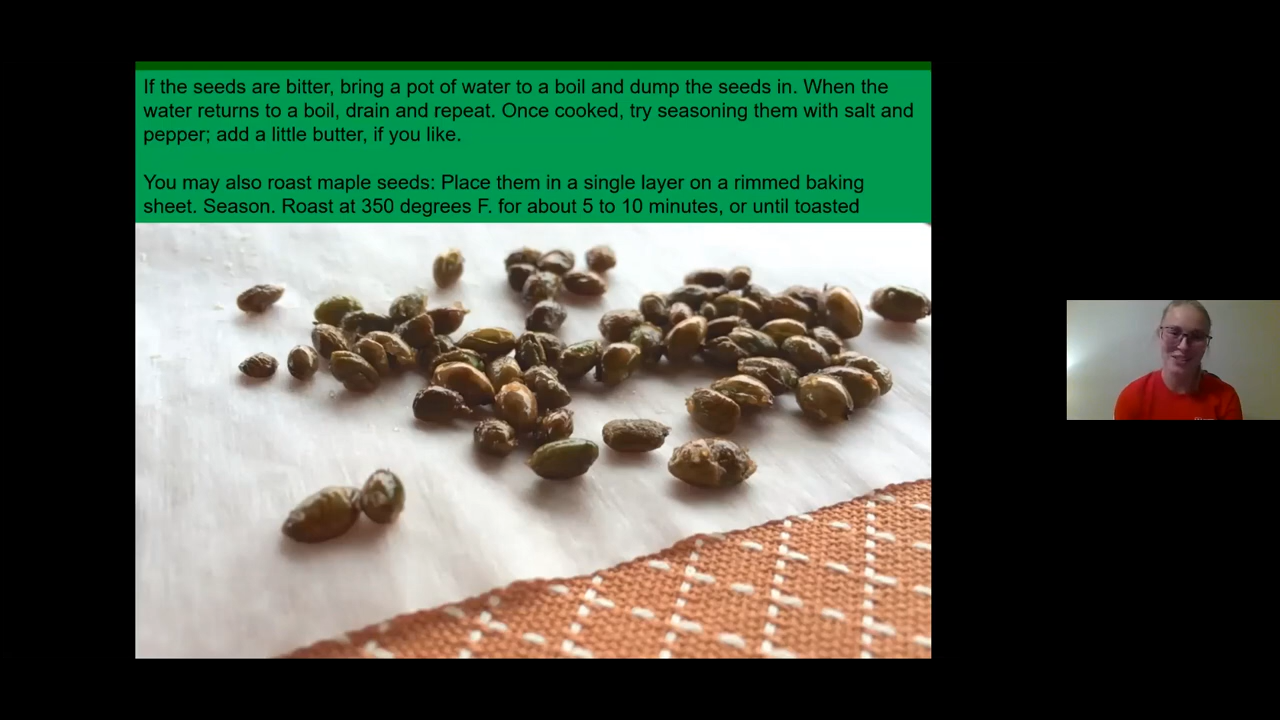 If the seeds are bitter, bring a pot of water to a boil and dump the seeds in. When the
water returns to a boil, drain and repeat. Once cooked, try seasoning them with salt and
pepper; add a little butter, if you like.
You may also roast maple seeds: Place them in a single layer on a rimmed baking
sheet. Season. Roast at 350 degrees F. for about 5 to 10 minutes, or until toasted